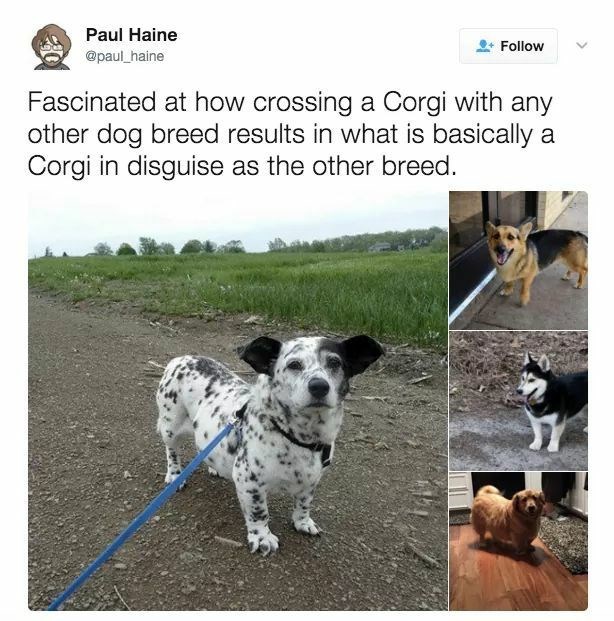 Paul Haine
@paul_haine
Follow
Fascinated at how crossing a Corgi with any
other dog breed results in what is basically a
Corgi in disguise as the other breed.